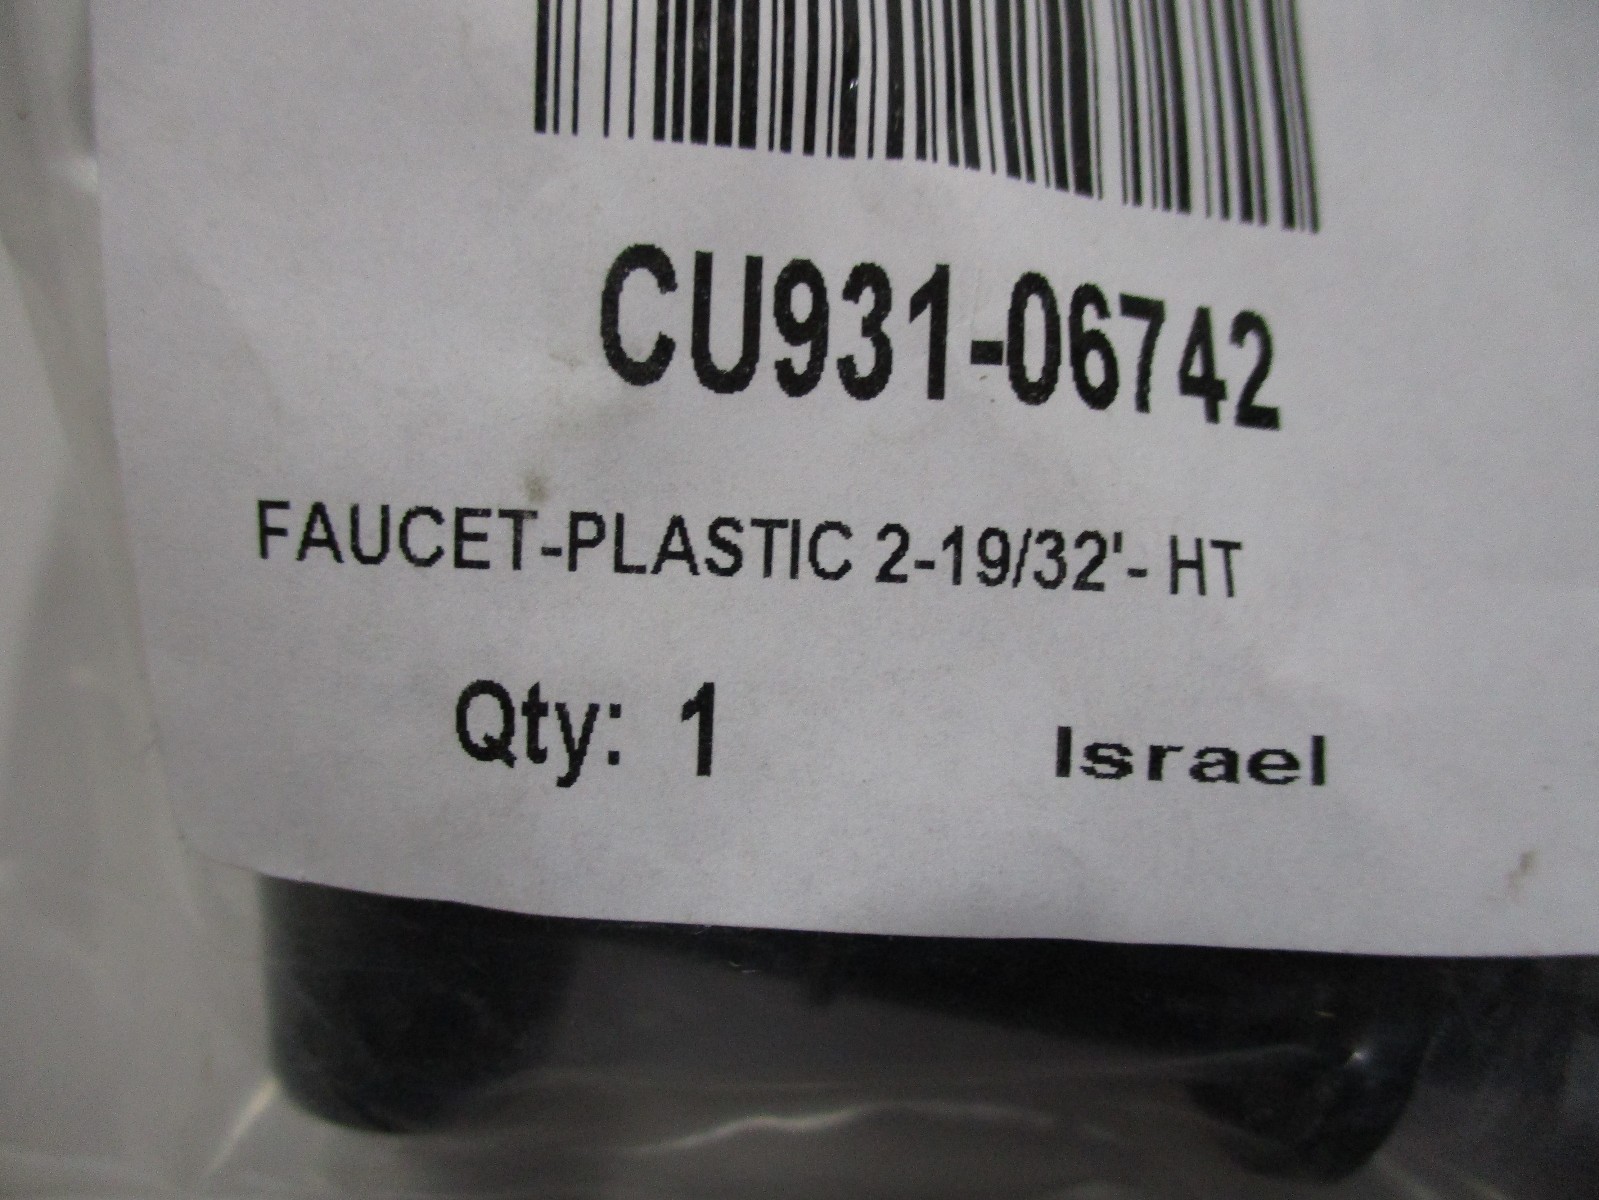 CU931-06742
FAUCET-PLASTIC 2-19/32'- HT
Qty: 1
Israel